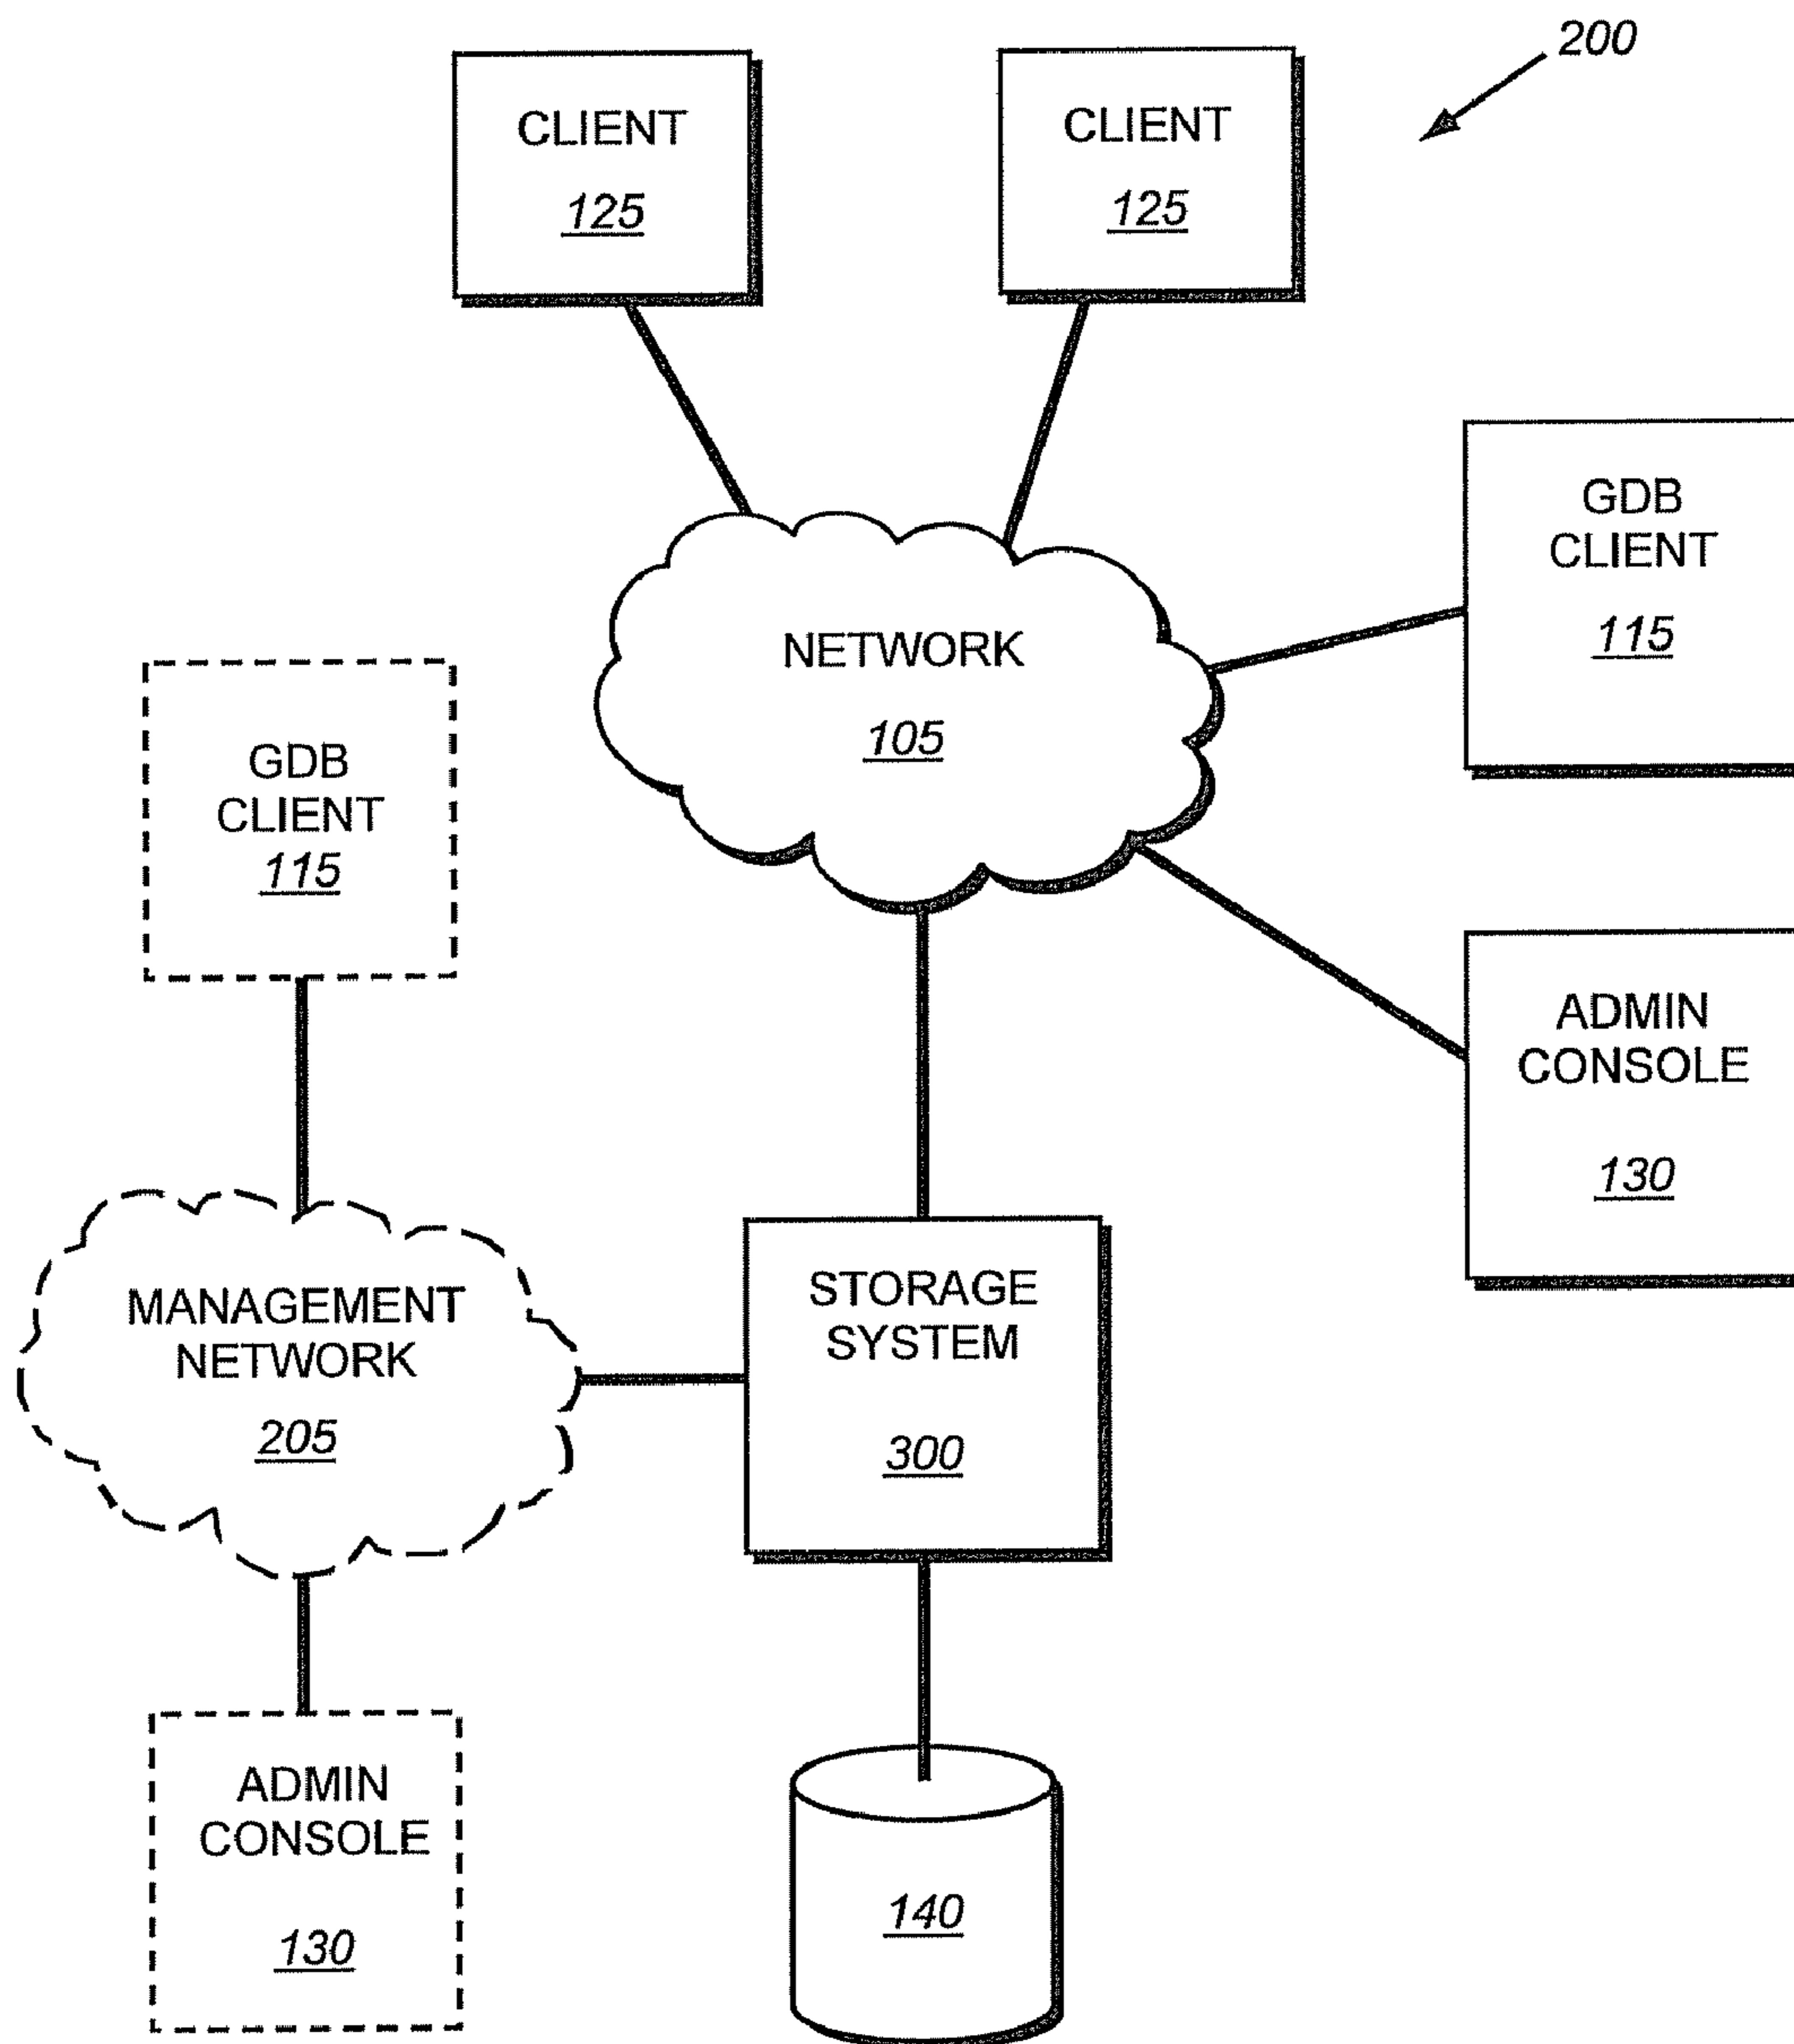 200
CLIENT
125
CLIENT
125
GDB
CLIENT
115
NETWORK
105
GDB
CLIENT
115
ADMIN
CONSOLE
130
MANAGEMENT
NETWORK
205
STORAGE
SYSTEM
300
ADMIN
CONSOLE
130
140